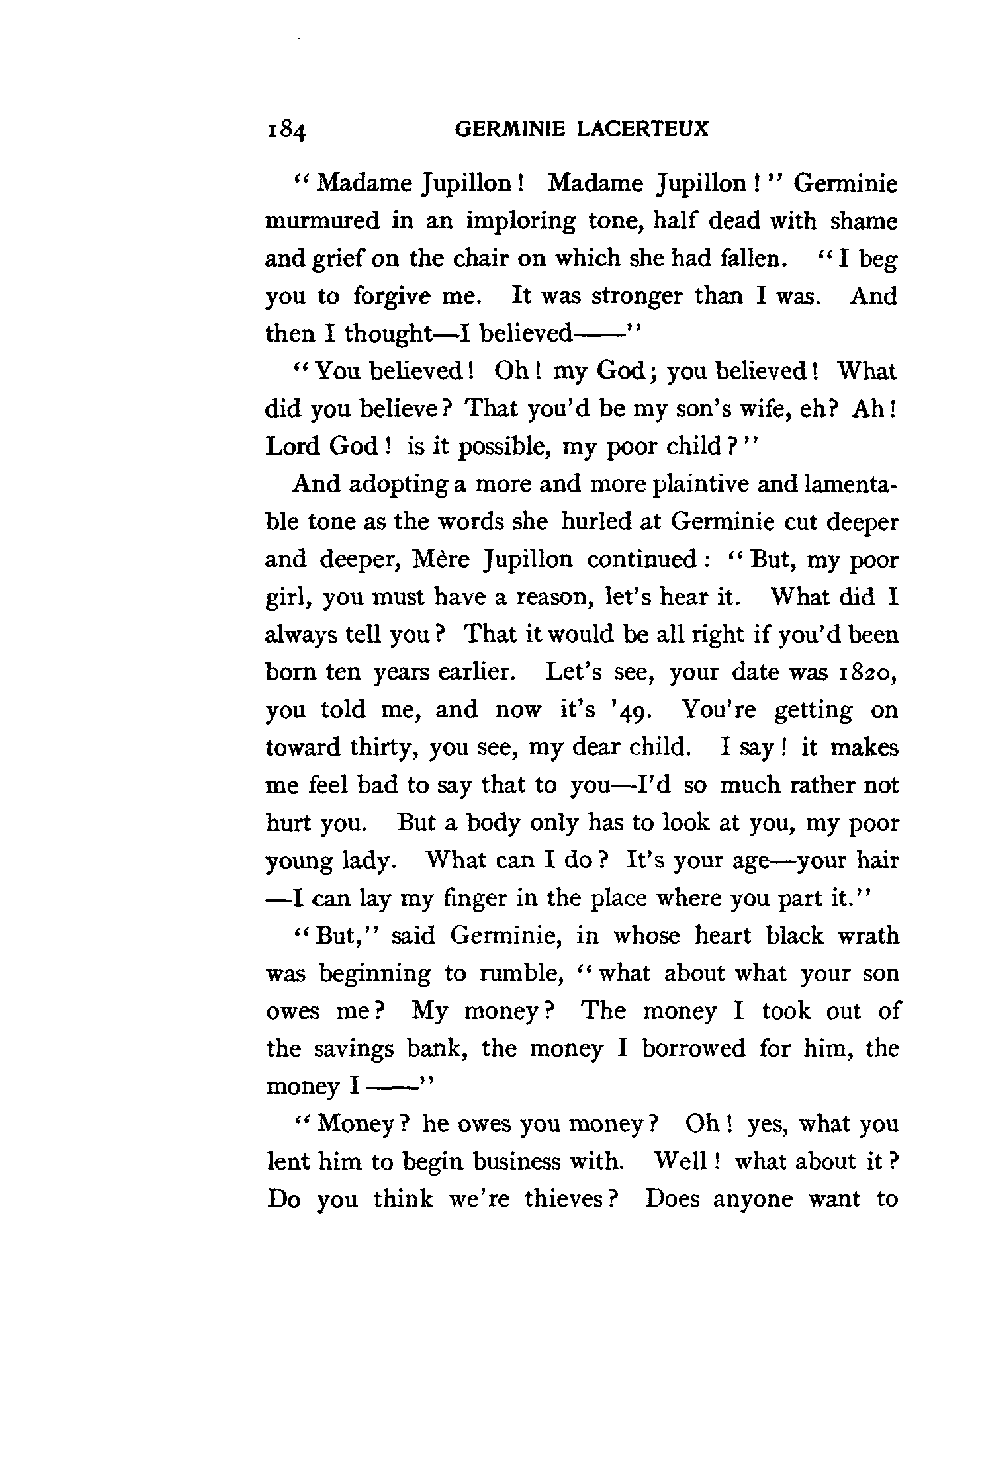 184 GERMINIE LACERTEUX
“Madame Jupillon! Madame Jupillon!” Germinie
murmured in an imploring tone, half dead with shame
and grief on the chair on which she had fallen. “I beg
you to forgive me. It was stronger than I was. And
then I thought—I believed——”
“You believed! Oh! my God; you believed! What
did you believe? That you'd be my son's wife, eh? Ah!
Lord God! is it possible, my poor child?”
And adopting a more and more plaintive and lamenta-
ble tone as the words she hurled at Germinie cut deeper
and deeper, Mère Jupillon continued: “But, my poor
girl, you must have a reason, let's hear it. What did I
always tell you? That it would be all right if you'd been
born ten years earlier. Let's see, your date was 1820,
you told me, and now it's '49. You're getting on
toward thirty, you see, my dear child. I say! it makes
me feel bad to say that to you—I'd so much rather not
hurt you. But a body only has to look at you, my poor
young lady. What can I do? It's your age—your hair
—I can lay my finger in the place where you part it.”
“But,” said Germinie, in whose heart black wrath
was beginning to rumble, “what about what your son
owes me? My money? The money I took out of
the savings bank, the money I borrowed for him, the
money I——”
“Money? he owes you money? Oh! yes, what you
lent him to begin business with. Well! what about it?
Do you think we're thieves? Does anyone want to